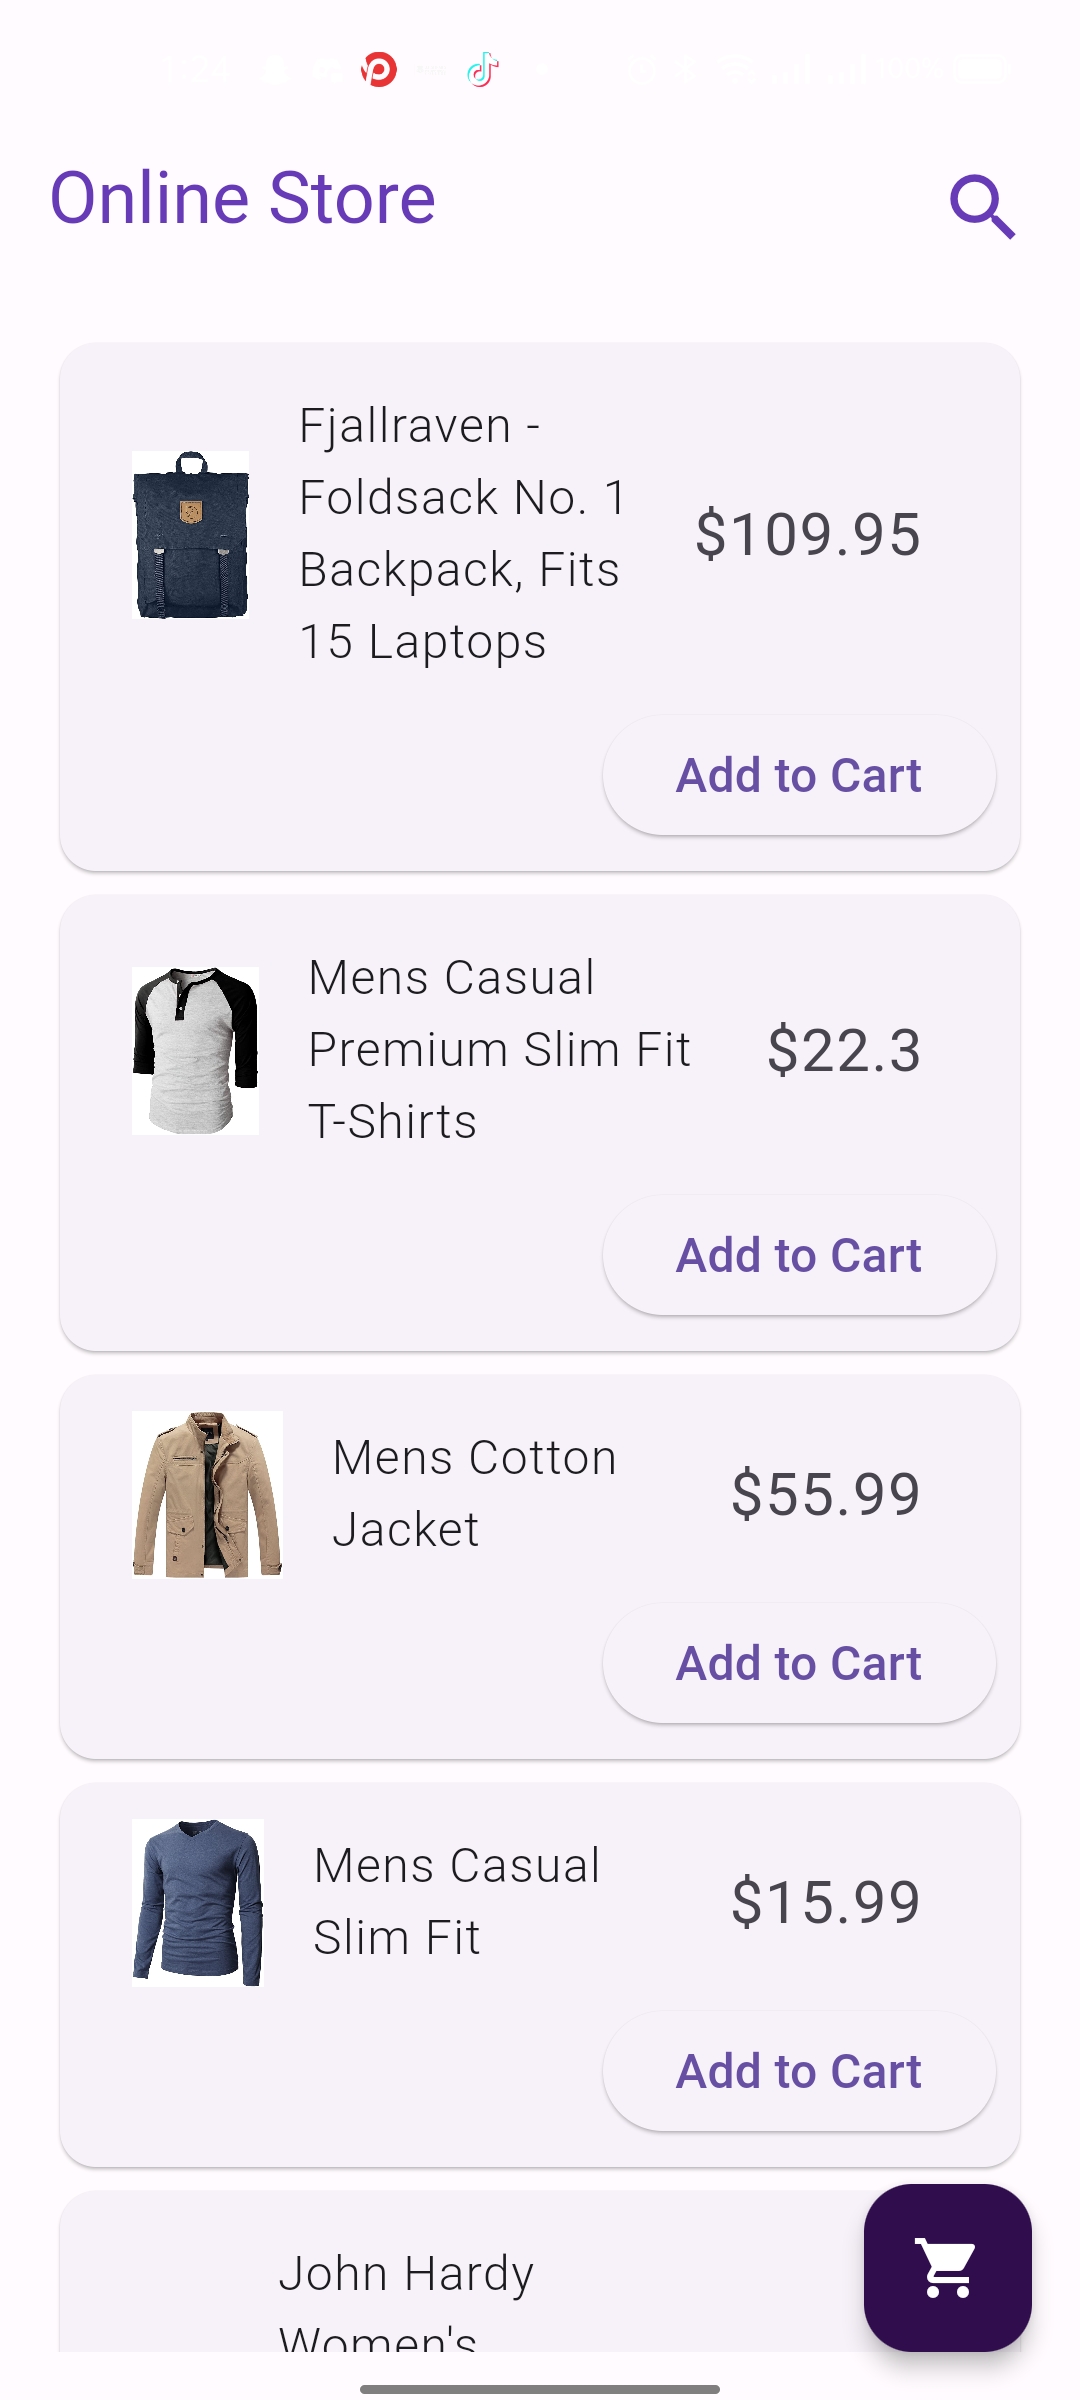 Online Store
Fjallraven -
Foldsack No. 1
Backpack, Fits
15 Laptops
$109.95
Add to Cart
Mens Casual
Premium Slim Fit
T-Shirts
$22.3
Add to Cart
Mens Cotton
Jacket
$55.99
Add to Cart
Mens Casual
Slim Fit
$15.99
Add to Cart
John Hardy
Women's